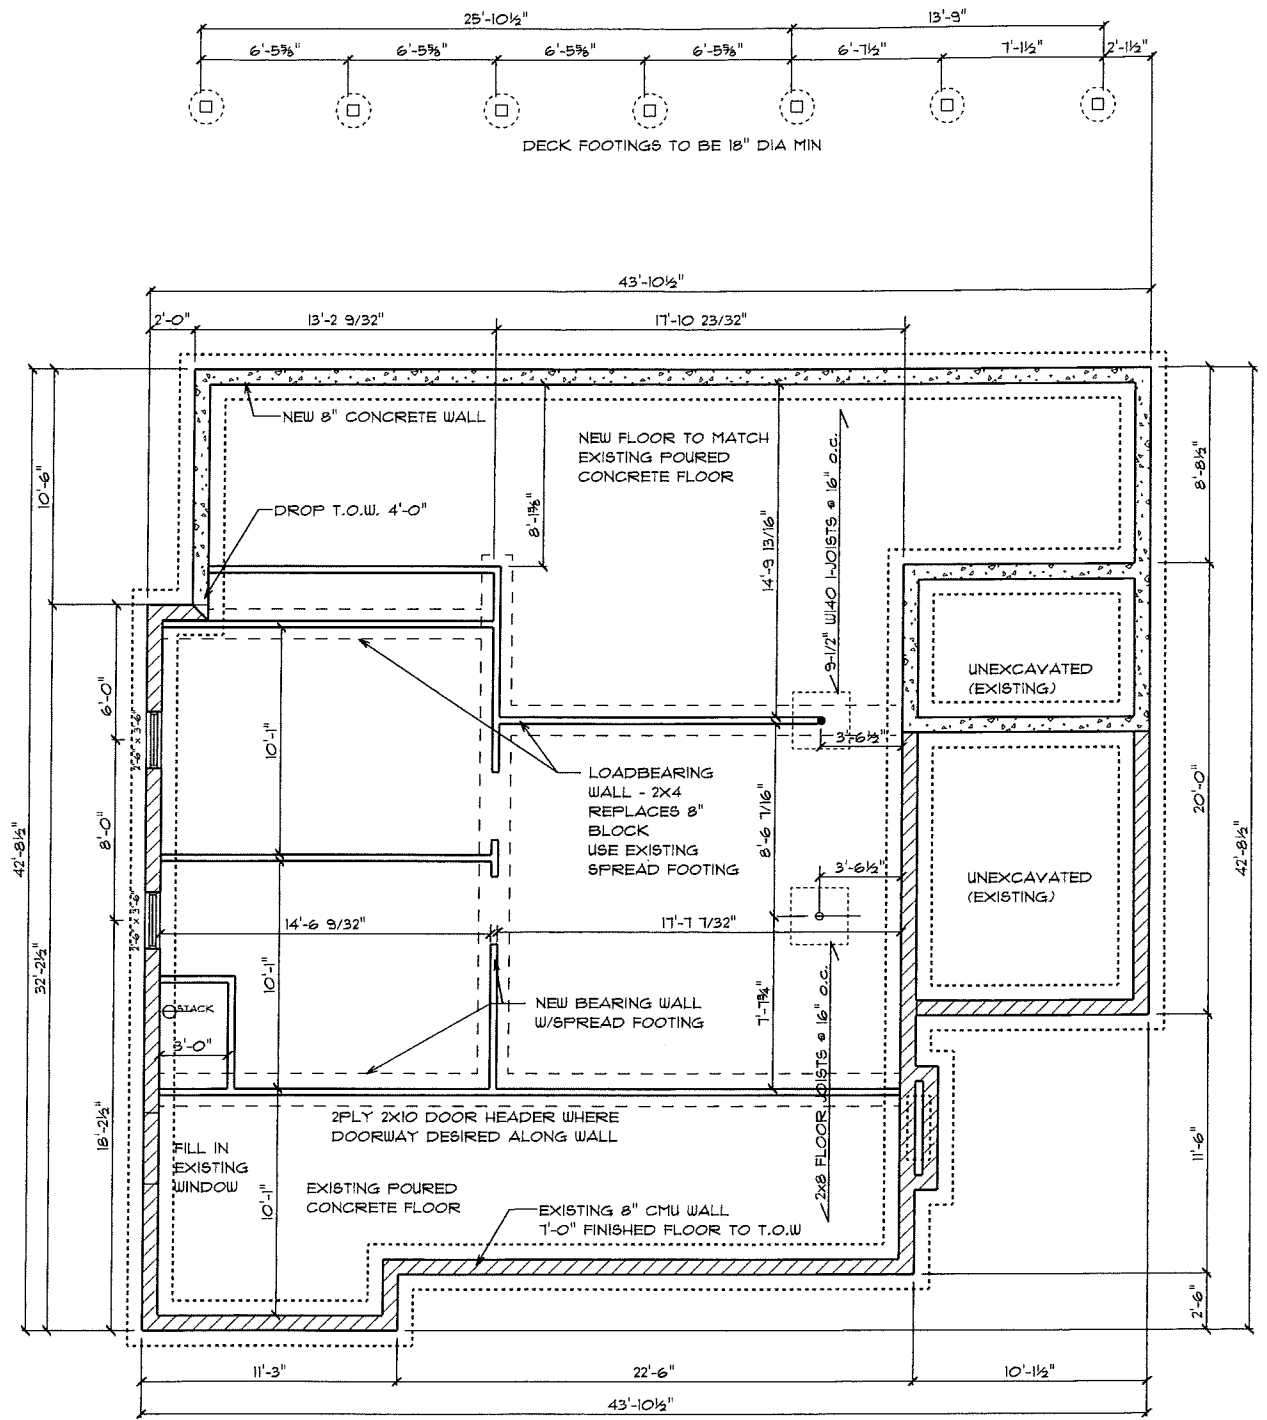 25'-10½"
13'-9"
6'-5⅝"
6'-5⅝"
6'-5⅝"
6'-5⅝"
6'-7½"
7'-1½"
2'-1½"
DECK FOOTINGS TO BE 18" DIA MIN
43'-10½"
2'-0"
13'-2 9/32"
17'-10 23/32"
NEW 8" CONCRETE WALL
NEW FLOOR TO MATCH
EXISTING POURED
CONCRETE FLOOR
10'-6"
DROP T.O.W. 4'-0"
14'-9 13/16"
9-1/2" W140 I-JOISTS @ 16" o.c.
8'-8½"
UNEXCAVATED
(EXISTING)
6'-0"
2'-6" x 3'-6"
10'-1"
3'-6½"
LOADBEARING
WALL - 2X4
REPLACES 8"
BLOCK
USE EXISTING
SPREAD FOOTING
8'-6 7/16"
20'-0"
42'-8½"
8'-0"
42'-8½"
32'-2½"
2'-6" x 3'-6"
3'-6½"
UNEXCAVATED
(EXISTING)
14'-6 9/32"
17'-7 7/32"
10'-1"
STACK
3'-0"
NEW BEARING WALL
W/SPREAD FOOTING
7'-7¾"
2x8 FLOOR JOISTS @ 16" o.c.
18'-2½"
2PLY 2X10 DOOR HEADER WHERE
DOORWAY DESIRED ALONG WALL
FILL IN
EXISTING
WINDOW
10'-1"
EXISTING POURED
CONCRETE FLOOR
EXISTING 8" CMU WALL
7'-0" FINISHED FLOOR TO T.O.W
11'-6"
2'-6"
11'-3"
22'-6"
10'-1½"
43'-10½"